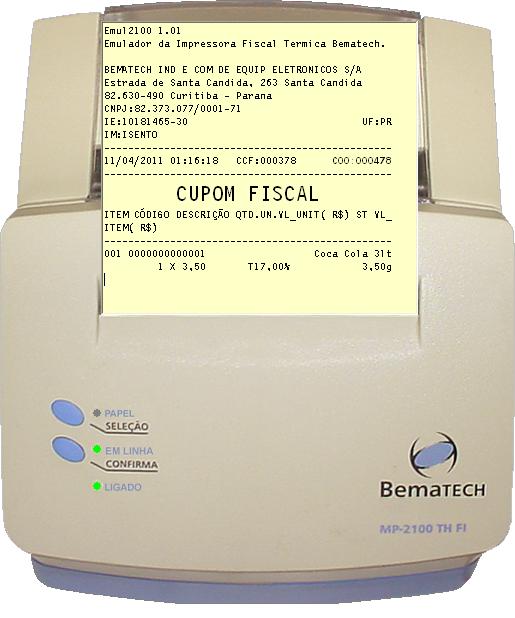 Emul2100 1.01
Emulador da Impressora Fiscal Termica Bematech.
BEMATECH IND E COM DE EQUIP ELETRONICOS S/A
Estrada de Santa Candida, 263 Santa Candida
82.630-490 Curitiba - Parana
CNPJ:82.373.077/0001-71
IE:10181465-30 UF:PR
IM:ISENTO
11/04/2011 01:16:18 CCF:000378 COO:000478
CUPOM FISCAL
ITEM CÓDIGO DESCRIÇÃO QTD.UN.VL_UNIT( R$) ST VL_
ITEM( R$)
001 0000000000001 Coca Cola 3lt
1 X 3,50 T17,00% 3,50g
PAPEL
SELEÇÃO
EM LINHA
CONFIRMA
LIGADO
BEMATECH
MP-2100 TH FI